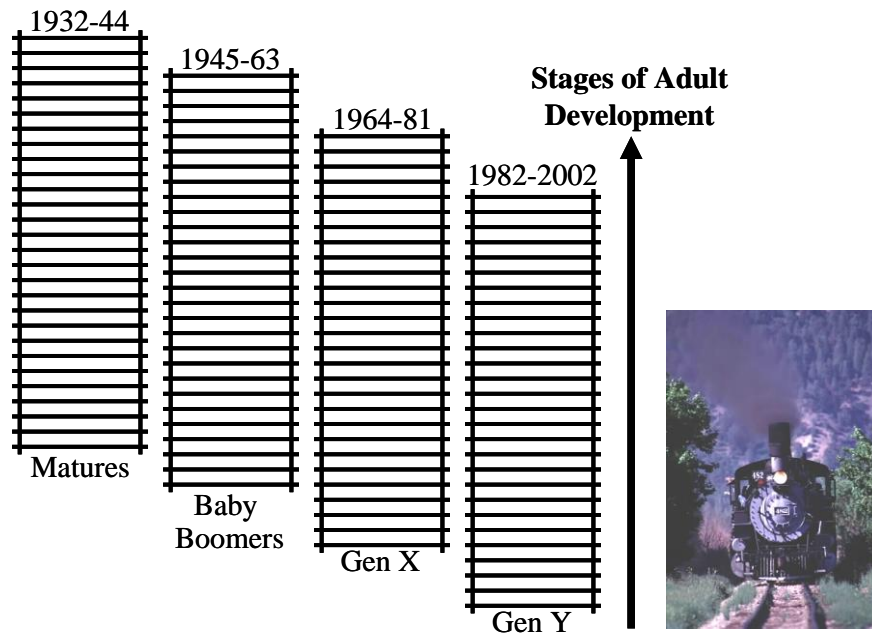 1932-44
1945-63
1964-81
1982-2002
Stages of Adult
Development
Matures
Baby
Boomers
Gen X
Gen Y